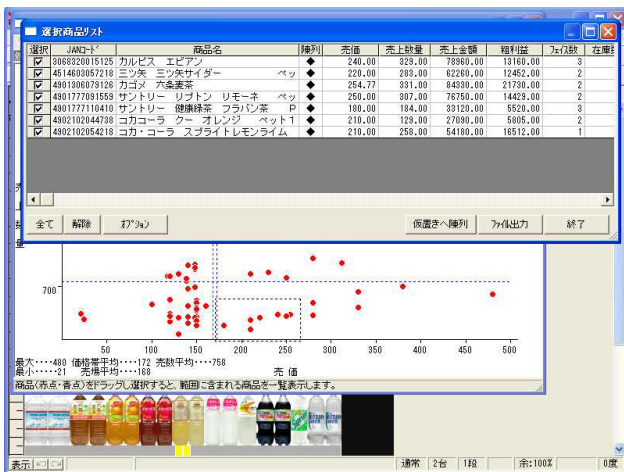 選択商品リスト
選択 JANコード 商品名 陳列 売価 売上数量 売上金額 粗利益 フェイス数 在庫
3068320015125 カルピス エビアン ◆ 240.00 329.00 78960.00 13160.00 3
4514603057218 三ツ矢 三ツ矢サイダー ペッ ◆ 220.00 283.00 62260.00 12452.00 2
4901306079126 カゴメ 六条麦茶 ◆ 254.77 331.00 84330.00 21730.00 2
4901777091559 サントリー リプトン リモーネ ペッ ◆ 250.00 307.00 76750.00 14429.00 2
4901777110410 サントリー 健康緑茶 フラバン茶 P ◆ 180.00 184.00 33120.00 5520.00 3
4902102044738 コカコーラ クー オレンジ ペット1 ◆ 210.00 129.00 27090.00 5805.00 2
4902102054218 コカ・コーラ スプライトレモンライム ◆ 210.00 258.00 54180.00 16512.00 1
全て 解除 オプション 仮置きへ陳列 ファイル出力 終了
量
700
50 100 150 200 250 300 350 400 450 500
最大････480 価格帯平均････172 売数平均････758
最小････21 売場平均････168 売 価
商品(赤点・青点)をドラッグし選択すると、範囲に含まれる商品を一覧表示します。
表示 通常 2台 1段 余:100% 0度